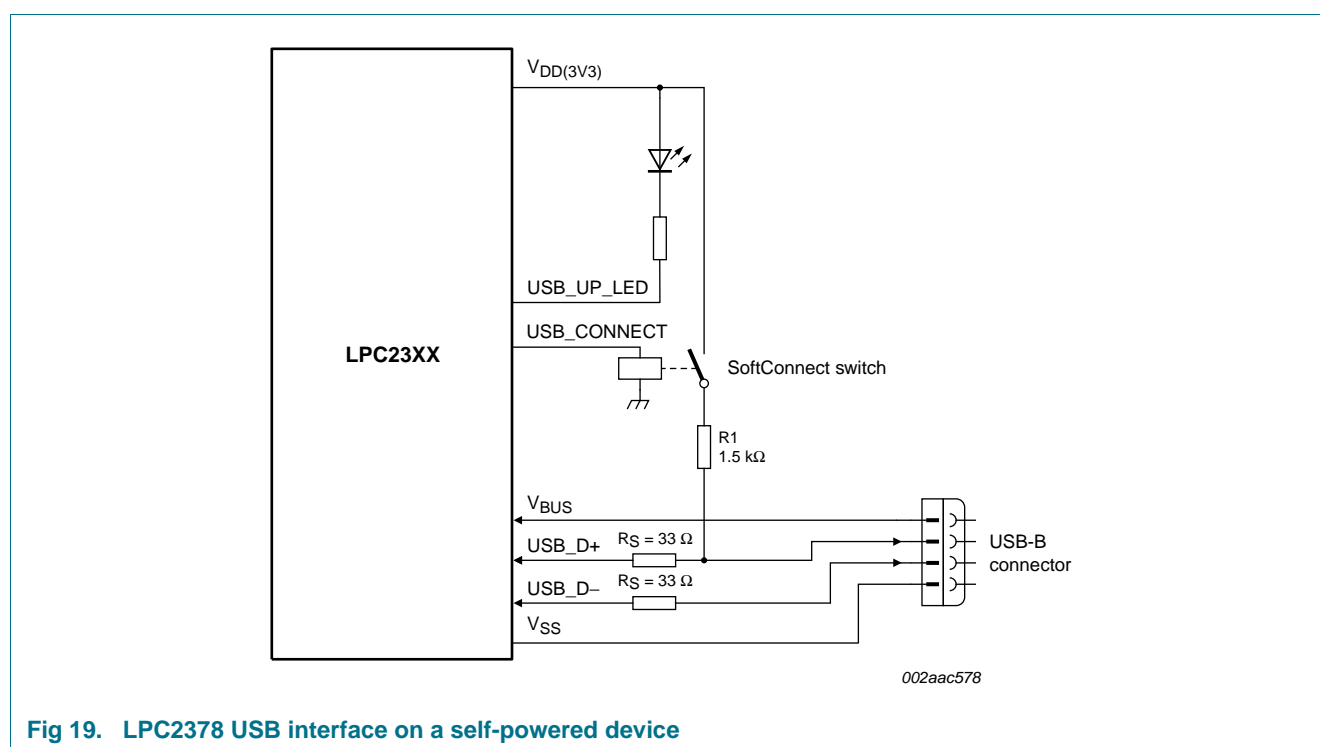 VDD(3V3)
USB_UP_LED
USB_CONNECT
LPC23XX
SoftConnect switch
R1
1.5 kΩ
VBUS
USB_D+
RS = 33 Ω
USB_D−
RS = 33 Ω
VSS
USB-B
connector
002aac578
Fig 19. LPC2378 USB interface on a self-powered device